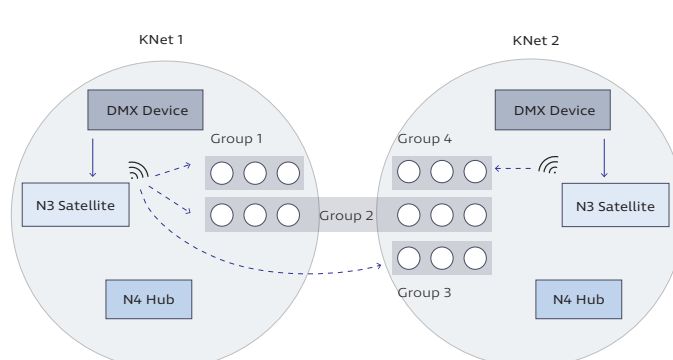 KNet 1
KNet 2
DMX Device
DMX Device
Group 1
Group 4
N3 Satellite
Group 2
N3 Satellite
N4 Hub
Group 3
N4 Hub